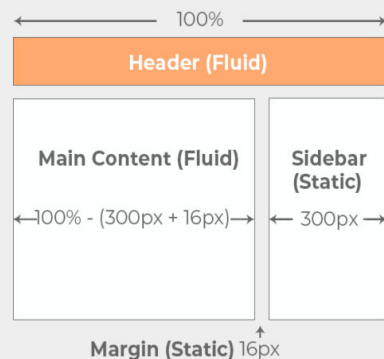 100%
Header (Fluid)
Main Content (Fluid)
100% - (300px + 16px)
Sidebar
(Static)
300px
Margin (Static) 16px